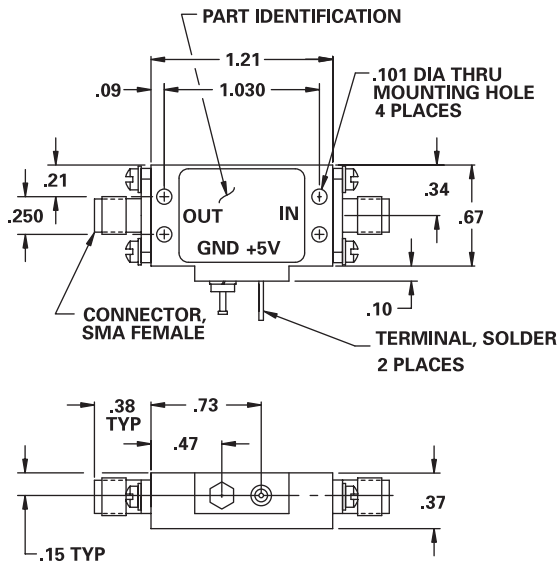 PART IDENTIFICATION
1.21
.09
1.030
.101 DIA THRU
MOUNTING HOLE
4 PLACES
.21
.250
OUT
IN
.34
.67
GND +5V
.10
CONNECTOR,
SMA FEMALE
TERMINAL, SOLDER
2 PLACES
.38
TYP
.73
.47
.37
.15 TYP